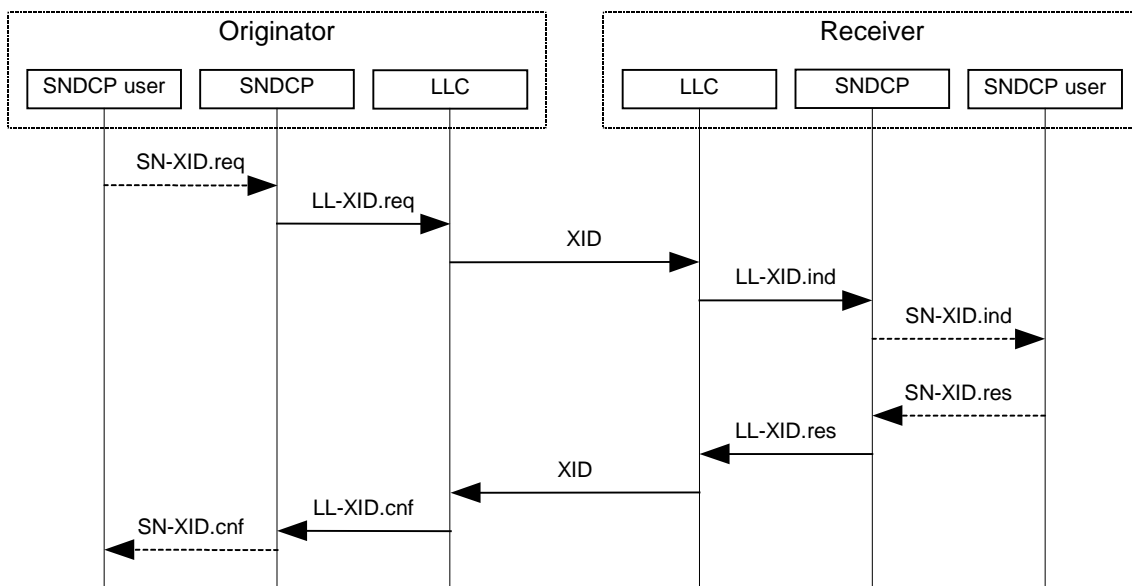 Originator
Receiver
SNDCP user
SNDCP
LLC
LLC
SNDCP
SNDCP user
SN-XID.req
LL-XID.req
XID
LL-XID.ind
SN-XID.ind
SN-XID.res
LL-XID.res
XID
LL-XID.cnf
SN-XID.cnf